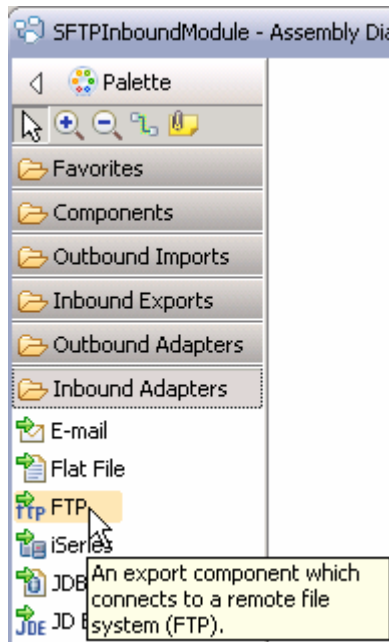 SFTPInboundModule - Assembly Dia
Palette
Favorites
Components
Outbound Imports
Inbound Exports
Outbound Adapters
Inbound Adapters
E-mail
Flat File
FTP
iSeries
JDB
JD E
An export component which
connects to a remote file
system (FTP).